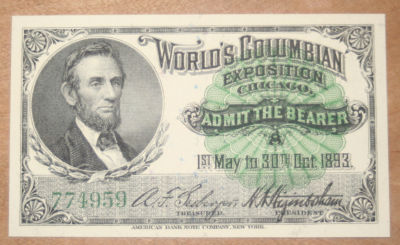 WORLD'S COLUMBIAN
EXPOSITION
CHICAGO,
ADMIT THE BEARER
A
1ST May to 30TH Oct. 1893.
774959
TREASURER. PRESIDENT
AMERICAN BANK NOTE COMPANY, NEW YORK.